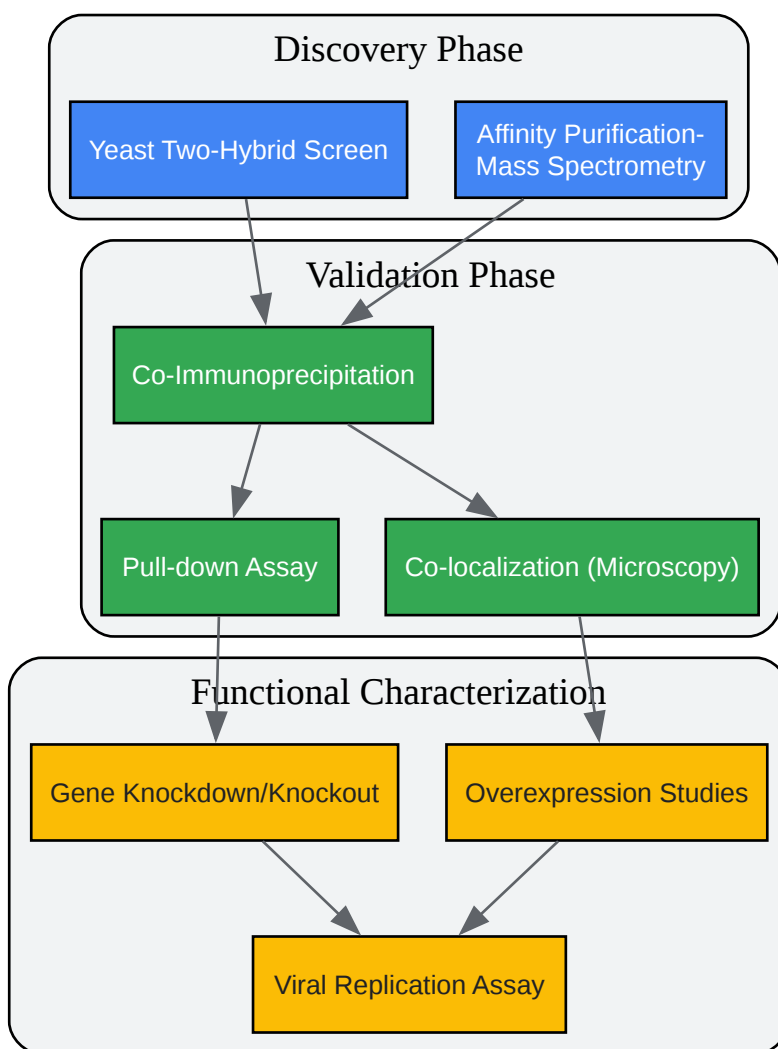 Discovery Phase
Yeast Two-Hybrid Screen
Affinity Purification-
Mass Spectrometry
Validation Phase
Co-Immunoprecipitation
Pull-down Assay
Co-localization (Microscopy)
Functional Characterization
Gene Knockdown/Knockout
Overexpression Studies
Viral Replication Assay